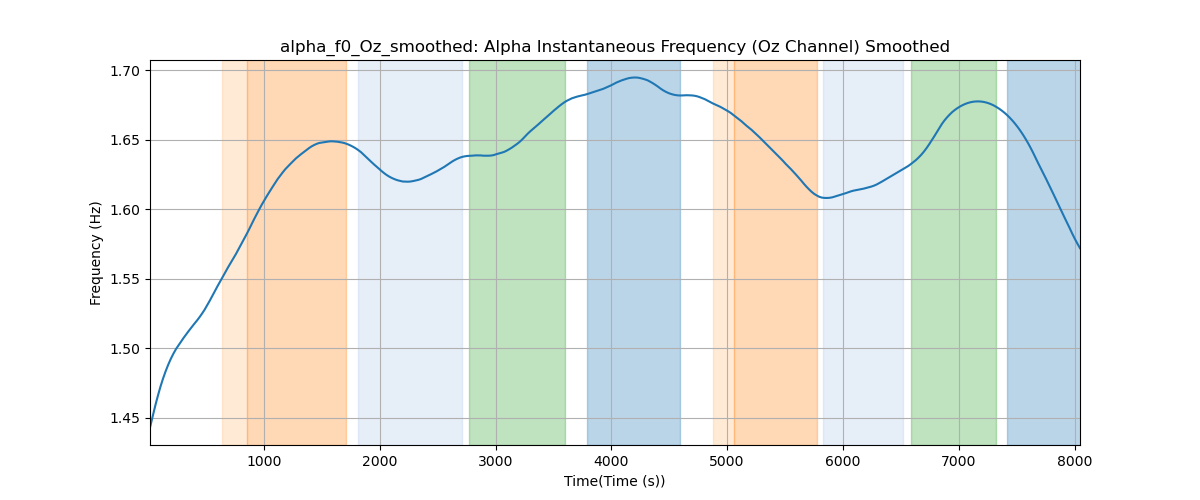 alpha_f0_Oz_smoothed: Alpha Instantaneous Frequency (Oz Channel) Smoothed
Frequency (Hz)
1.70
1.65
1.60
1.55
1.50
1.45
1000 2000 3000 4000 5000 6000 7000 8000
Time(Time (s))